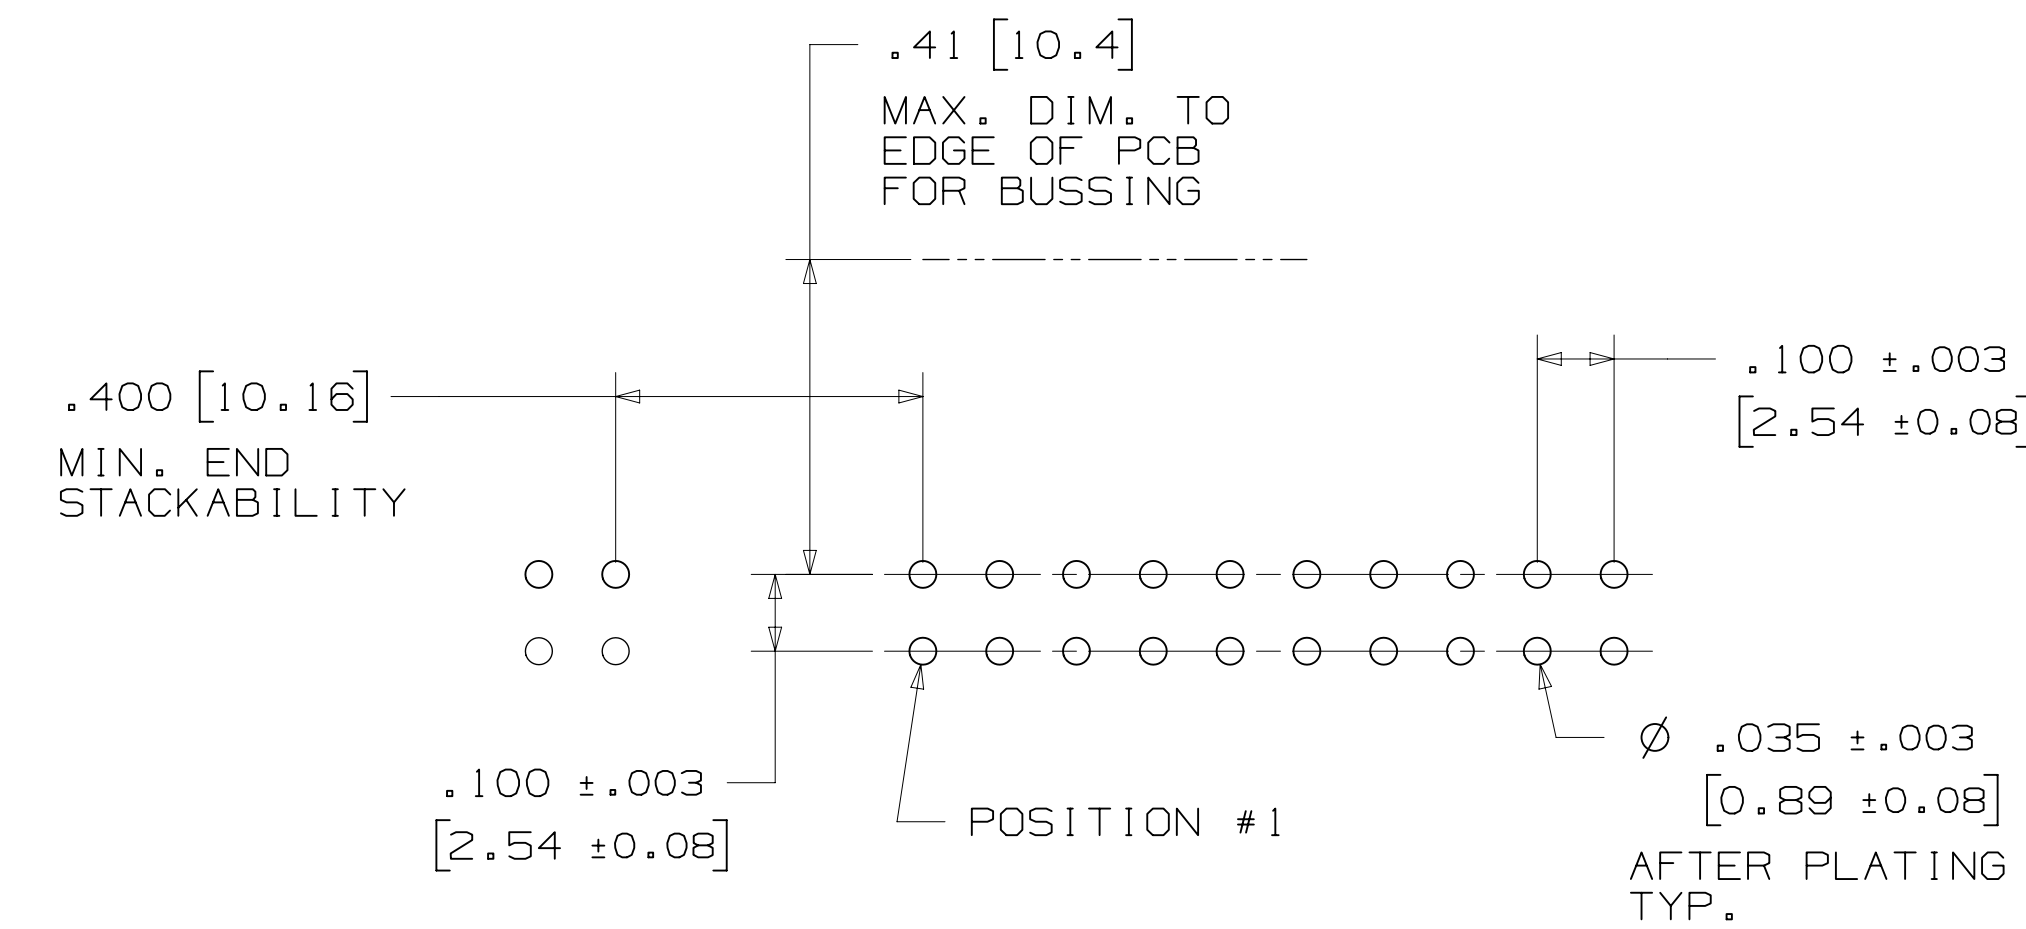 .41 [10.4]
MAX. DIM. TO
EDGE OF PCB
FOR BUSSING
.400 [10.16]
MIN. END
STACKABILITY
.100 ±.003
[2.54 ±0.08]
.100 ±.003
[2.54 ±0.08]
POSITION #1
Ø .035 ±.003
[0.89 ±0.08]
AFTER PLATING
TYP.